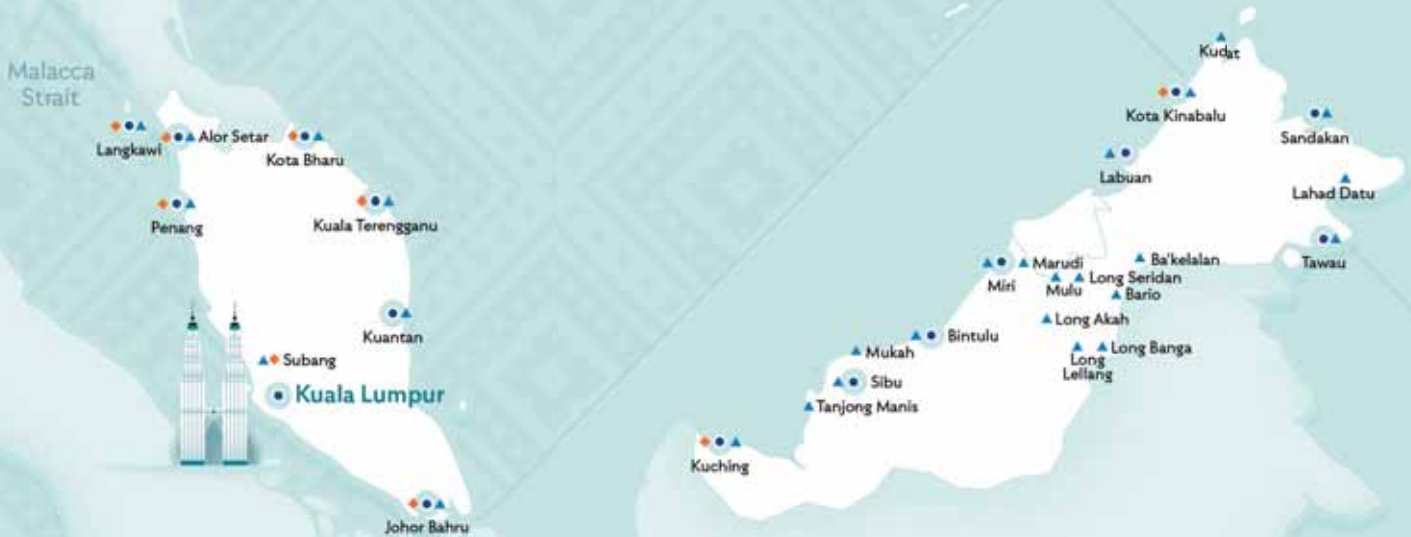 Malacca
Strait
Langkawi
Alor Setar
Kota Bharu
Penang
Kuala Terengganu
Kuantan
Subang
Kuala Lumpur
Johor Bahru
Kudat
Kota Kinabalu
Sandakan
Labuan
Lahad Datu
Tawau
Ba'kelalan
Marudi
Miri
Mulu
Long Seridan
Bario
Long Akah
Bintulu
Mukah
Long
Lellang
Long Banga
Sibu
Tanjong Manis
Kuching